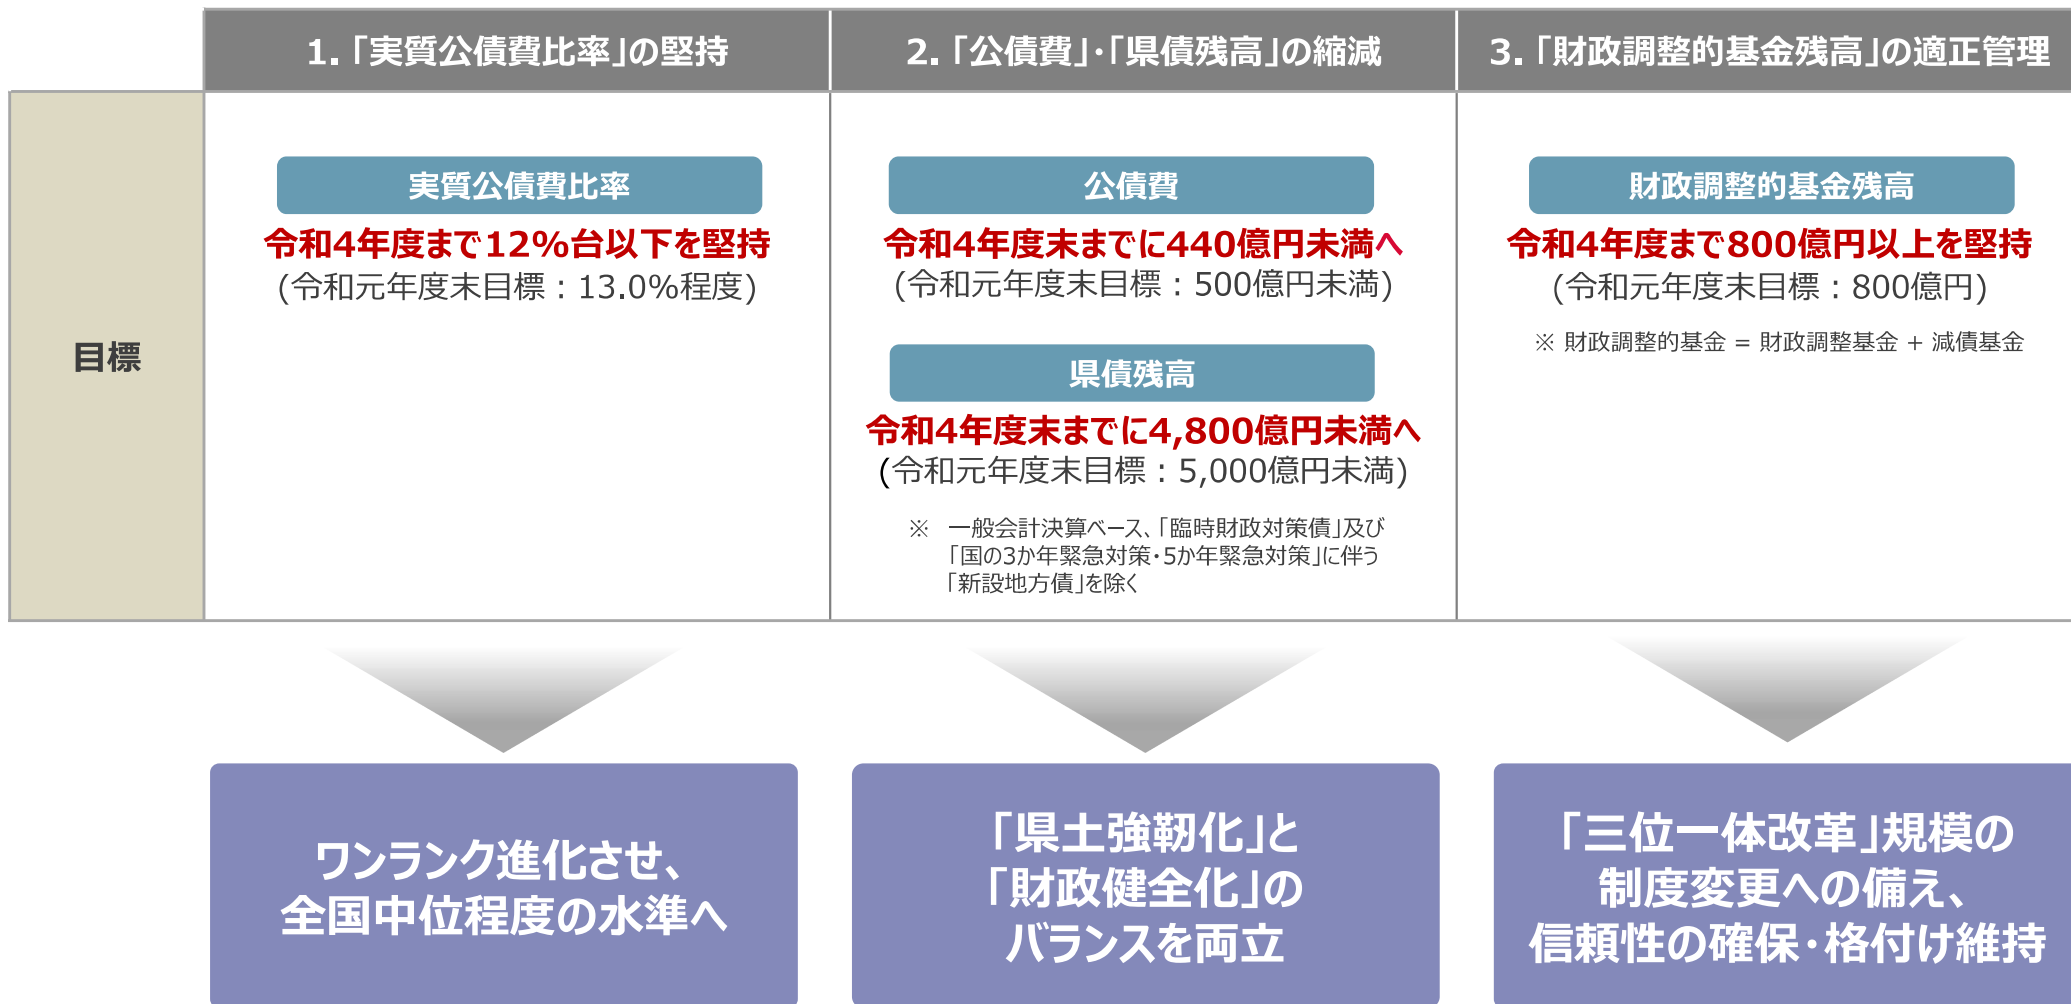 1.「実質公債費比率」の堅持
2.「公債費」・「県債残高」の縮減
3.「財政調整的基金残高」の適正管理
目標
実質公債費比率
令和4年度まで12%台以下を堅持
(令和元年度末目標：13.0%程度)
公債費
令和4年度末までに440億円未満へ
(令和元年度末目標：500億円未満)
県債残高
令和4年度末までに4,800億円未満へ
(令和元年度末目標：5,000億円未満)
※ 一般会計決算ベース、「臨時財政対策債」及び
「国の3か年緊急対策・5か年緊急対策」に伴う
「新設地方債」を除く
財政調整的基金残高
令和4年度まで800億円以上を堅持
(令和元年度末目標：800億円)
※ 財政調整的基金 = 財政調整基金 + 減債基金
ワンランク進化させ、
全国中位程度の水準へ
「県土強靭化」と
「財政健全化」の
バランスを両立
「三位一体改革」規模の
制度変更への備え、
信頼性の確保・格付け維持